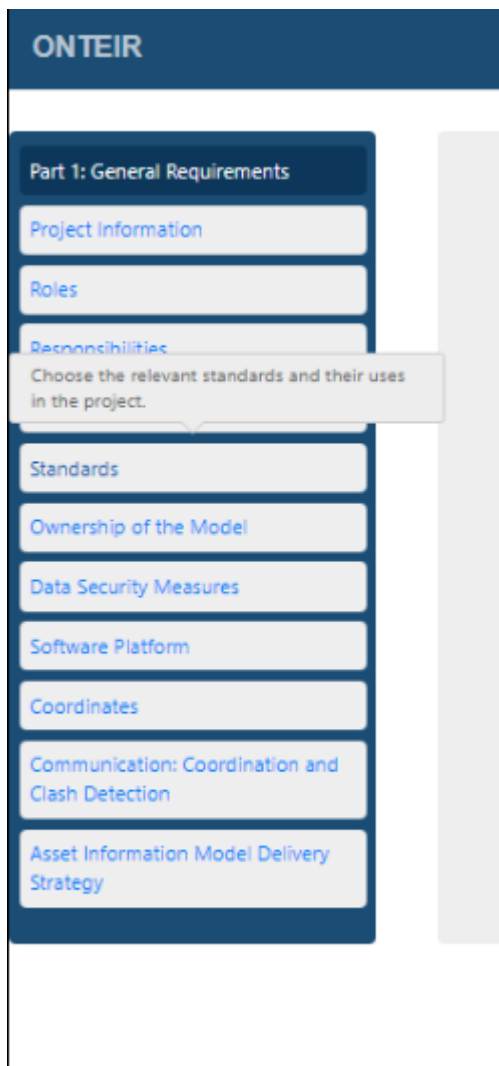 ONTEIR
Part 1: General Requirements
Project Information
Roles
Responsibilities
Choose the relevant standards and their uses
in the project.
Standards
Ownership of the Model
Data Security Measures
Software Platform
Coordinates
Communication: Coordination and
Clash Detection
Asset Information Model Delivery
Strategy